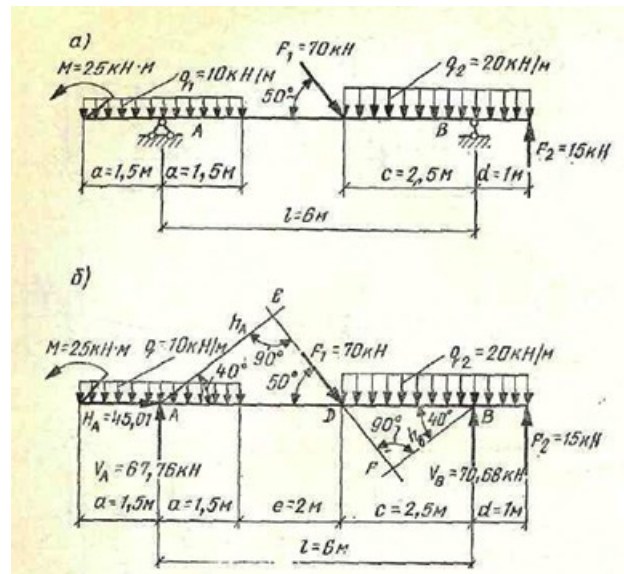 а)
F₁=70кН
M=25кН·м
q₁=10кН/м
q₂=20кН/м
50°
A
B
F₂=15кН
a=1,5м
a=1,5м
c=2,5м
d=1м
l=6м
б)
E
hA
M=25кН·м
q=10кН/м
90°
F₁=70кН
q₂=20кН/м
40°
50°
HA=45,01
A
D
90°
40°
B
F₂=15кН
F
VA=67,76кН
VB=70,68кН
a=1,5м
a=1,5м
e=2м
c=2,5м
d=1м
l=6м